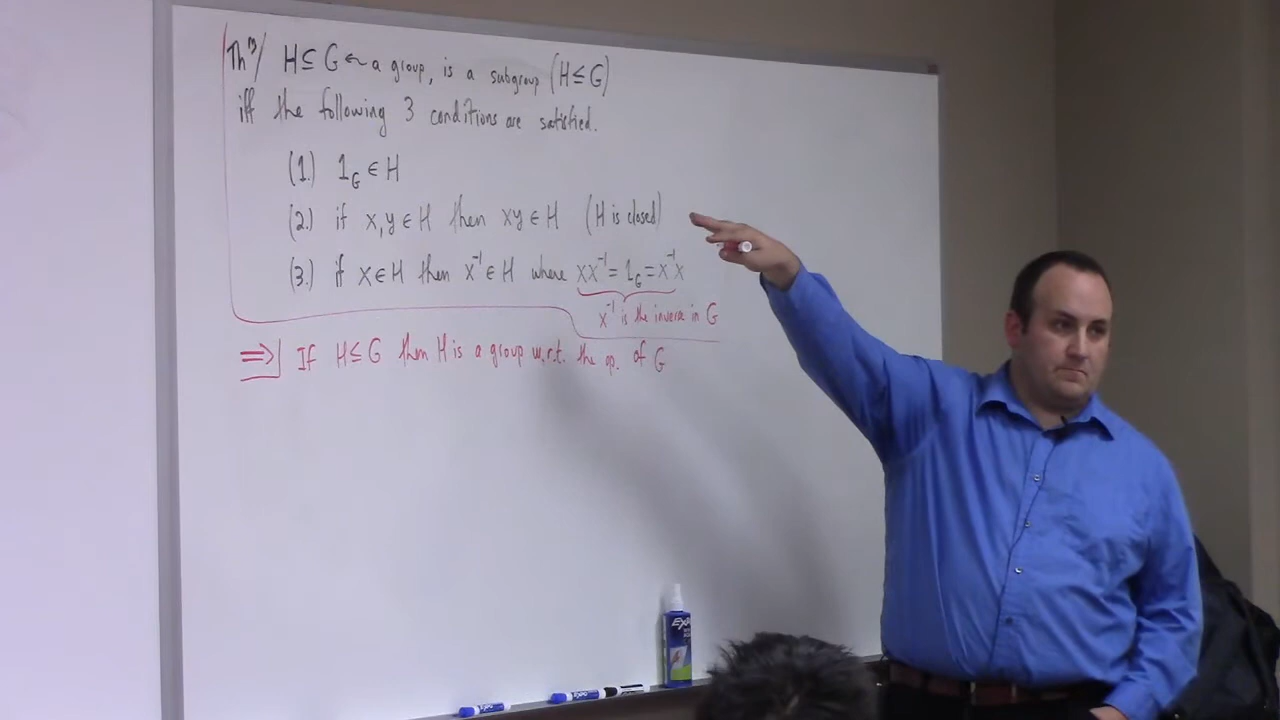 Thm/ H ⊆ G ← a group, is a subgroup (H ≤ G)
iff the following 3 conditions are satisfied.
(1.) 1_G ∈ H
(2.) if x, y ∈ H then xy ∈ H (H is closed)
(3.) if x ∈ H then x⁻¹ ∈ H where xx⁻¹ = 1_G = x⁻¹x
x⁻¹ is the inverse in G
⇒ If H ≤ G then H is a group w.r.t. the op. of G
EXPO
EXPO